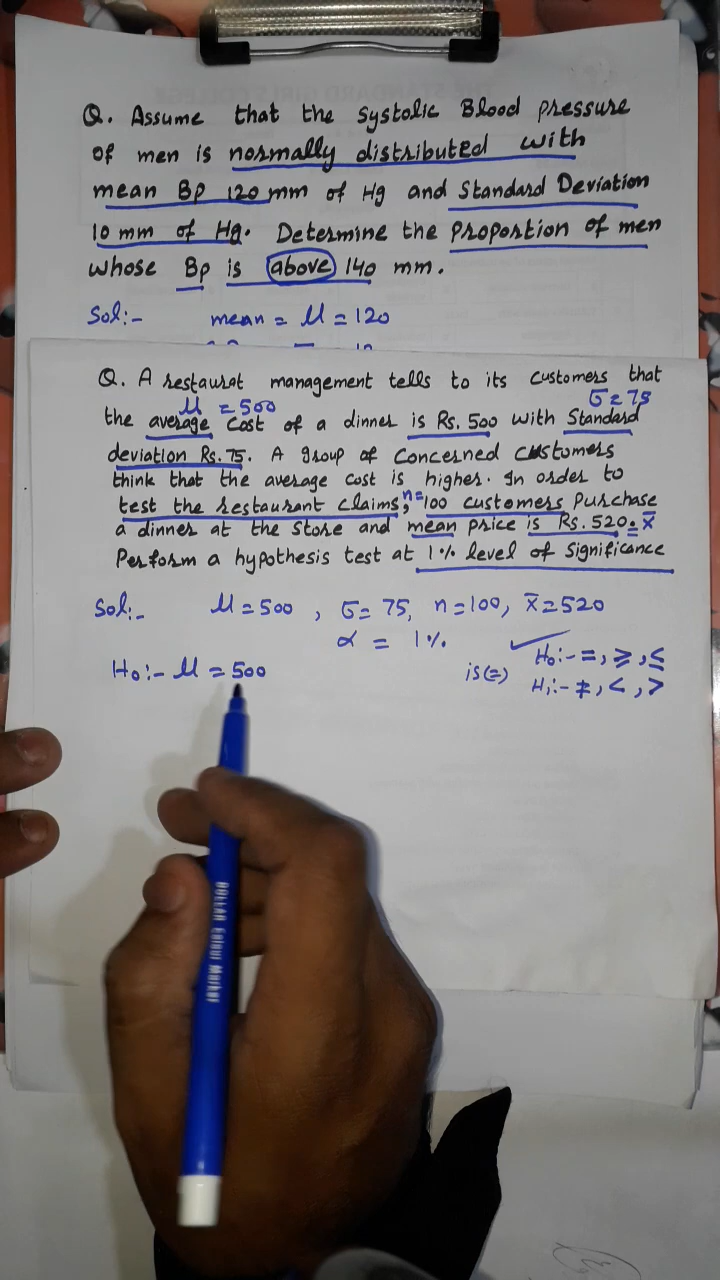 Q. Assume that the Systolic Blood pressure
of men is normally distributed with
mean Bp 120 mm of Hg and Standard Deviation
10 mm of Hg. Determine the proportion of men
whose Bp is above 140 mm.
Sol:- mean = μ = 120
Q. A restaurat management tells to its customers that
μ = 500 σ = 75
the average cost of a dinner is Rs. 500 with Standard
deviation Rs. 75. A group of concerned customers
think that the average cost is higher. In order to
test the restaurant claims, n= 100 customers purchase
a dinner at the store and mean price is Rs. 520. = x̄
Perform a hypothesis test at 1% level of Significance
Sol:- μ = 500 , σ = 75, n = 100, x̄ = 520
α = 1%
H₀:- =, ≥, ≤
H₀:- μ = 500 is(=)
H₁:- ≠, <, >
DOLLAR Colour Marker